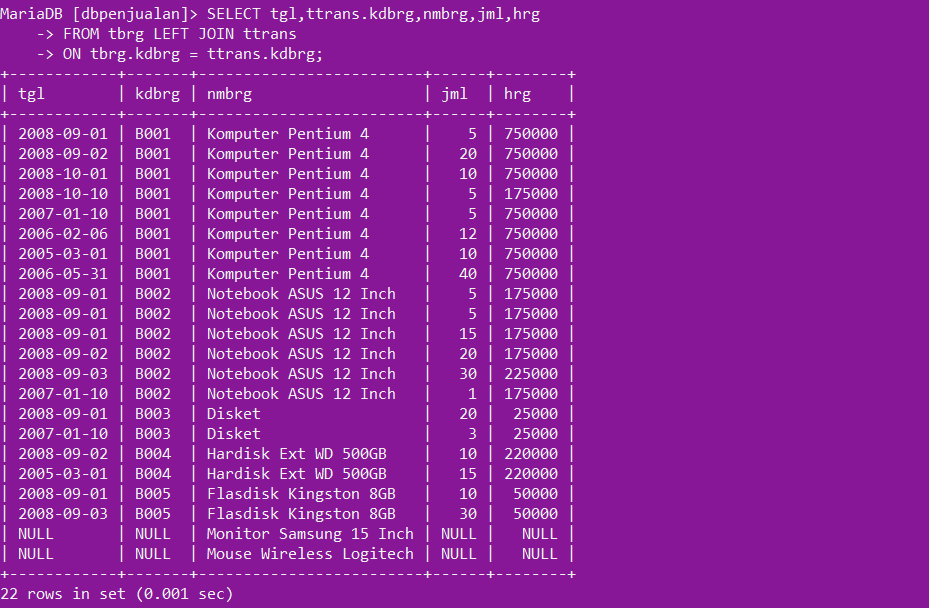 MariaDB [dbpenjualan]> SELECT tgl,ttrans.kdbrg,nmbrg,jml,hrg
    -> FROM tbrg LEFT JOIN ttrans
    -> ON tbrg.kdbrg = ttrans.kdbrg;
+------------+-------+-------------------------+------+--------+
| tgl        | kdbrg | nmbrg                   | jml  | hrg    |
+------------+-------+-------------------------+------+--------+
| 2008-09-01 | B001  | Komputer Pentium 4      |    5 | 750000 |
| 2008-09-02 | B001  | Komputer Pentium 4      |   20 | 750000 |
| 2008-10-01 | B001  | Komputer Pentium 4      |   10 | 750000 |
| 2008-10-10 | B001  | Komputer Pentium 4      |    5 | 175000 |
| 2007-01-10 | B001  | Komputer Pentium 4      |    5 | 750000 |
| 2006-02-06 | B001  | Komputer Pentium 4      |   12 | 750000 |
| 2005-03-01 | B001  | Komputer Pentium 4      |   10 | 750000 |
| 2006-05-31 | B001  | Komputer Pentium 4      |   40 | 750000 |
| 2008-09-01 | B002  | Notebook ASUS 12 Inch   |    5 | 175000 |
| 2008-09-01 | B002  | Notebook ASUS 12 Inch   |    5 | 175000 |
| 2008-09-01 | B002  | Notebook ASUS 12 Inch   |   15 | 175000 |
| 2008-09-02 | B002  | Notebook ASUS 12 Inch   |   20 | 175000 |
| 2008-09-03 | B002  | Notebook ASUS 12 Inch   |   30 | 225000 |
| 2007-01-10 | B002  | Notebook ASUS 12 Inch   |    1 | 175000 |
| 2008-09-01 | B003  | Disket                  |   20 |  25000 |
| 2007-01-10 | B003  | Disket                  |    3 |  25000 |
| 2008-09-02 | B004  | Hardisk Ext WD 500GB    |   10 | 220000 |
| 2005-03-01 | B004  | Hardisk Ext WD 500GB    |   15 | 220000 |
| 2008-09-01 | B005  | Flasdisk Kingston 8GB   |   10 |  50000 |
| 2008-09-03 | B005  | Flasdisk Kingston 8GB   |   30 |  50000 |
| NULL       | NULL  | Monitor Samsung 15 Inch | NULL |   NULL |
| NULL       | NULL  | Mouse Wireless Logitech | NULL |   NULL |
+------------+-------+-------------------------+------+--------+
22 rows in set (0.001 sec)